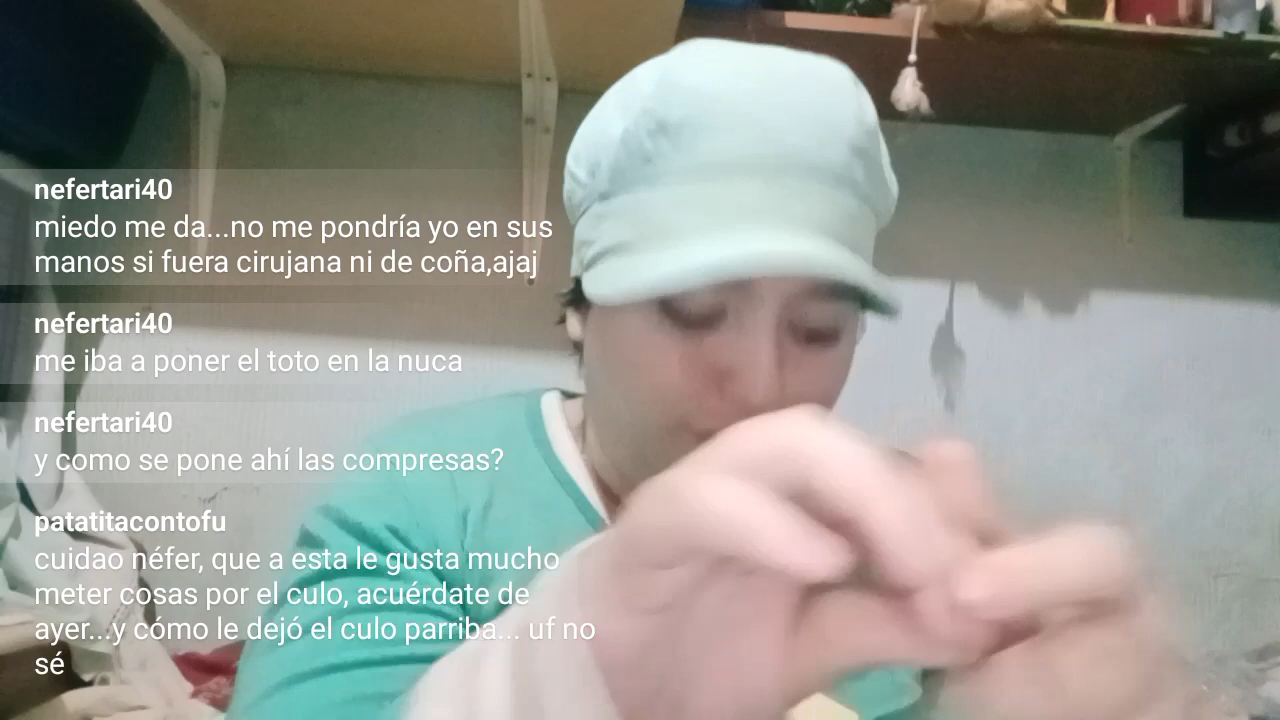 nefertari40
miedo me da...no me pondría yo en sus
manos si fuera cirujana ni de coña,ajaj
nefertari40
me iba a poner el toto en la nuca
nefertari40
y como se pone ahí las compresas?
patatitacontofu
cuidao néfer, que a esta le gusta mucho
meter cosas por el culo, acuérdate de
ayer...y cómo le dejó el culo parriba... uf no
sé